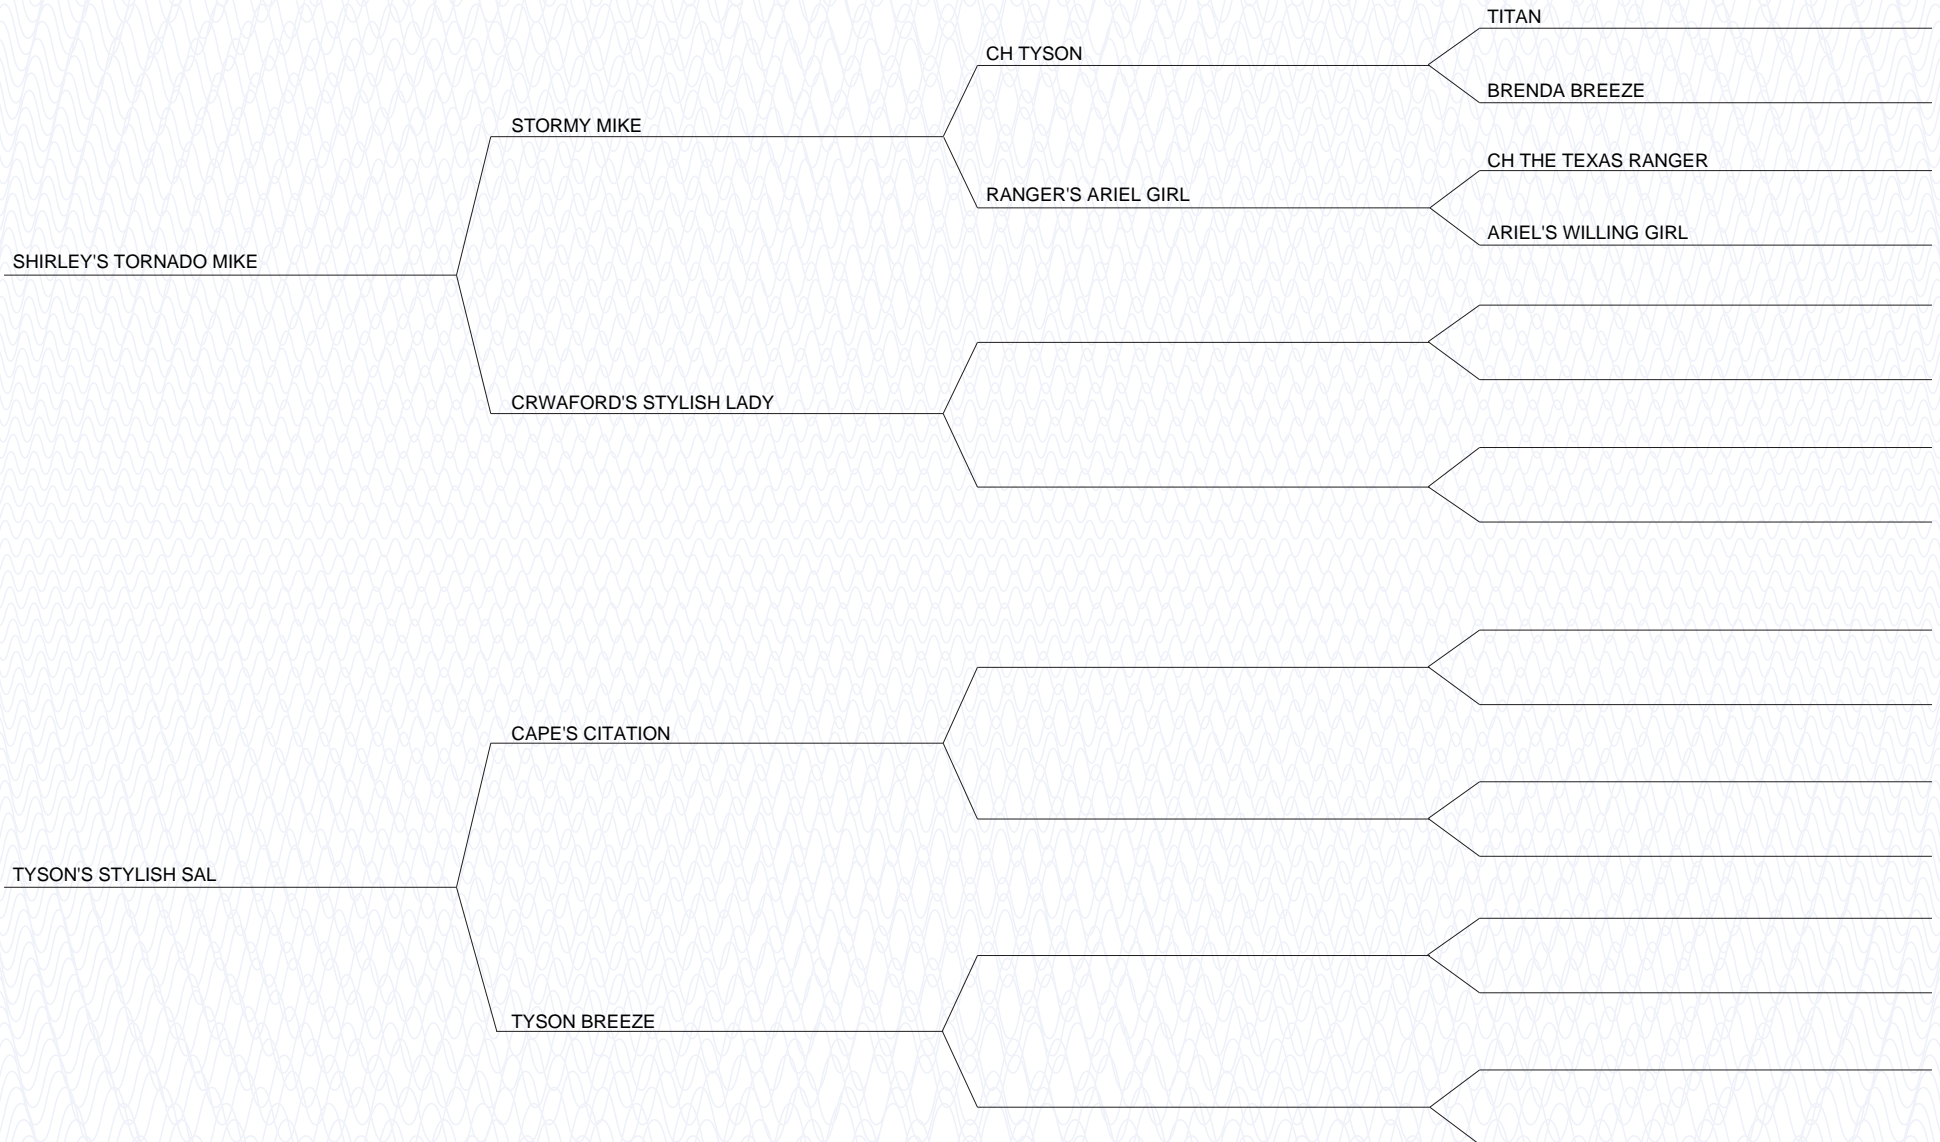 TITAN
CH TYSON
BRENDA BREEZE
STORMY MIKE
CH THE TEXAS RANGER
RANGER'S ARIEL GIRL
ARIEL'S WILLING GIRL
SHIRLEY'S TORNADO MIKE
CRWAFORD'S STYLISH LADY
CAPE'S CITATION
TYSON'S STYLISH SAL
TYSON BREEZE